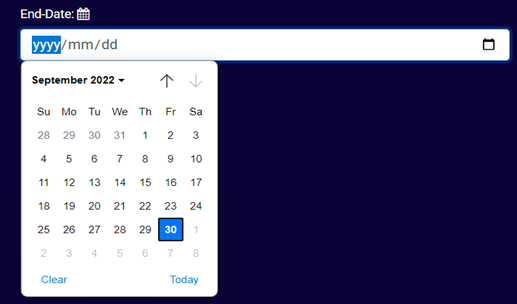 End-Date:
yyyy/mm/dd
September 2022
Su Mo Tu We Th Fr Sa
28 29 30 31 1 2 3
4 5 6 7 8 9 10
11 12 13 14 15 16 17
18 19 20 21 22 23 24
25 26 27 28 29 30 1
2 3 4 5 6 7 8
Clear Today